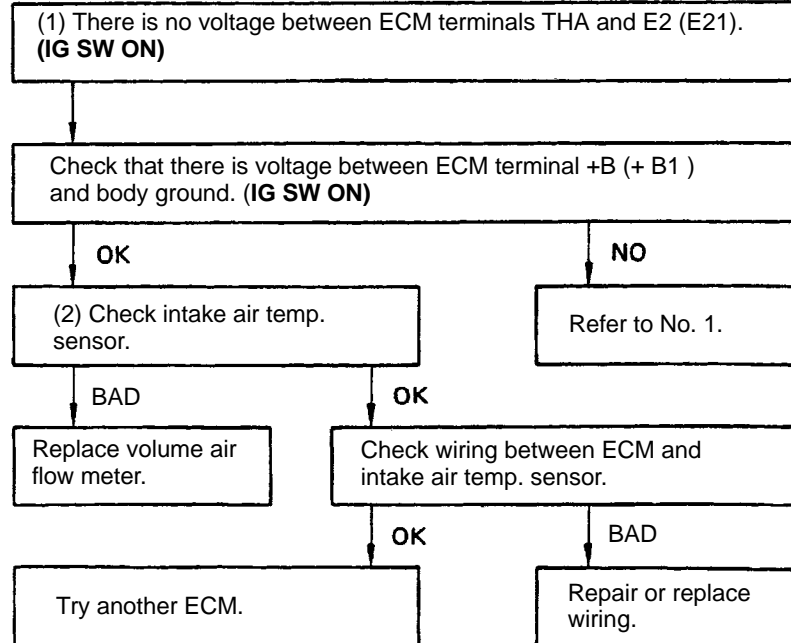 (1) There is no voltage between ECM terminals THA and E2 (E21).
(IG SW ON)
Check that there is voltage between ECM terminal +B (+ B1 )
and body ground. (IG SW ON)
OK
NO
(2) Check intake air temp.
sensor.
Refer to No. 1.
BAD
OK
Replace volume air
flow meter.
Check wiring between ECM and
intake air temp. sensor.
OK
BAD
Try another ECM.
Repair or replace
wiring.